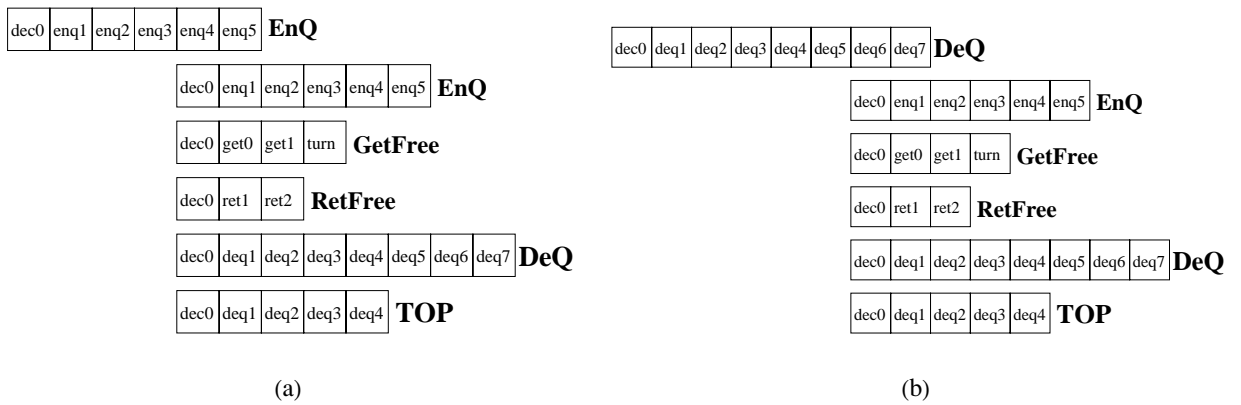 dec0 enq1 enq2 enq3 enq4 enq5 EnQ
dec0 enq1 enq2 enq3 enq4 enq5 EnQ
dec0 get0 get1 turn GetFree
dec0 ret1 ret2 RetFree
dec0 deq1 deq2 deq3 deq4 deq5 deq6 deq7 DeQ
dec0 deq1 deq2 deq3 deq4 TOP
(a)
dec0 deq1 deq2 deq3 deq4 deq5 deq6 deq7 DeQ
dec0 enq1 enq2 enq3 enq4 enq5 EnQ
dec0 get0 get1 turn GetFree
dec0 ret1 ret2 RetFree
dec0 deq1 deq2 deq3 deq4 deq5 deq6 deq7 DeQ
dec0 deq1 deq2 deq3 deq4 TOP
(b)